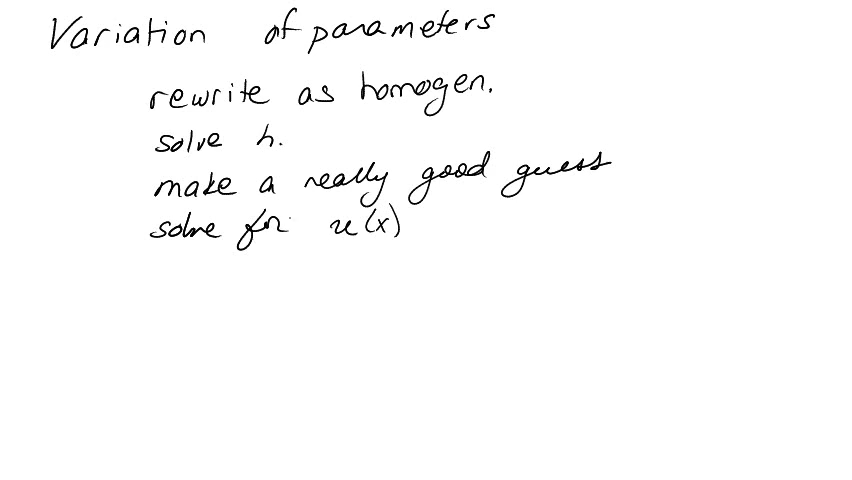 Variation of parameters
rewrite as homogen.
solve h.
make a really good guess
solve for u(x)